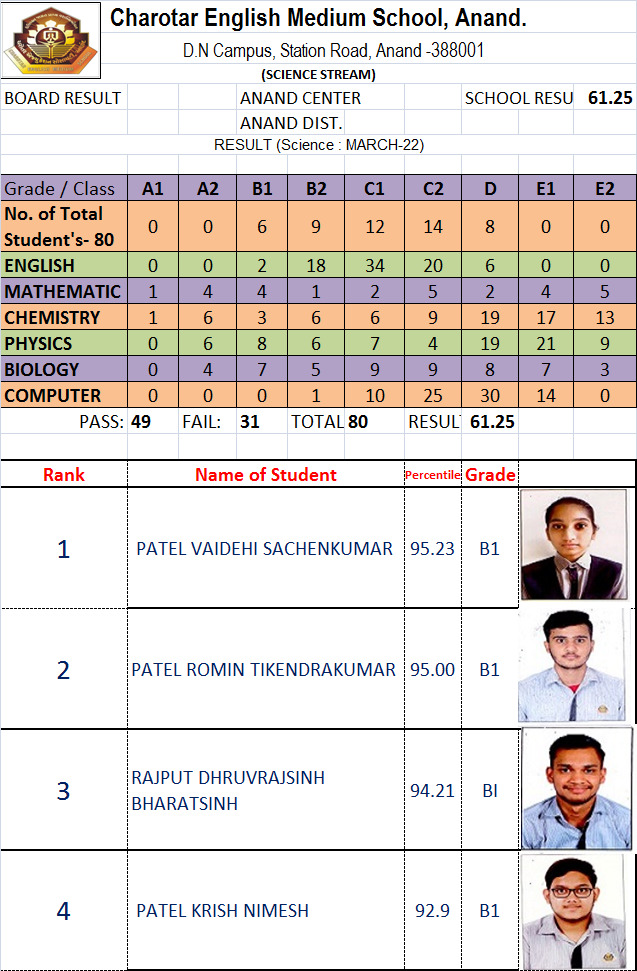 Charotar English Medium School, Anand.
D.N Campus, Station Road, Anand -388001
(SCIENCE STREAM)
BOARD RESULT ANAND CENTER SCHOOL RESU 61.25
ANAND DIST.
RESULT (Science : MARCH-22)
Grade / Class A1 A2 B1 B2 C1 C2 D E1 E2
No. of Total
Student's- 80 0 0 6 9 12 14 8 0 0
ENGLISH 0 0 2 18 34 20 6 0 0
MATHEMATIC 1 4 4 1 2 5 2 4 5
CHEMISTRY 1 6 3 6 6 9 19 17 13
PHYSICS 0 6 8 6 7 4 19 21 9
BIOLOGY 0 4 7 5 9 9 8 7 3
COMPUTER 0 0 0 1 10 25 30 14 0
PASS: 49 FAIL: 31 TOTAL 80 RESUL 61.25
Rank Name of Student Percentile Grade
1 PATEL VAIDEHI SACHENKUMAR 95.23 B1
2 PATEL ROMIN TIKENDRAKUMAR 95.00 B1
3 RAJPUT DHRUVRAJSINH
BHARATSINH 94.21 BI
4 PATEL KRISH NIMESH 92.9 B1